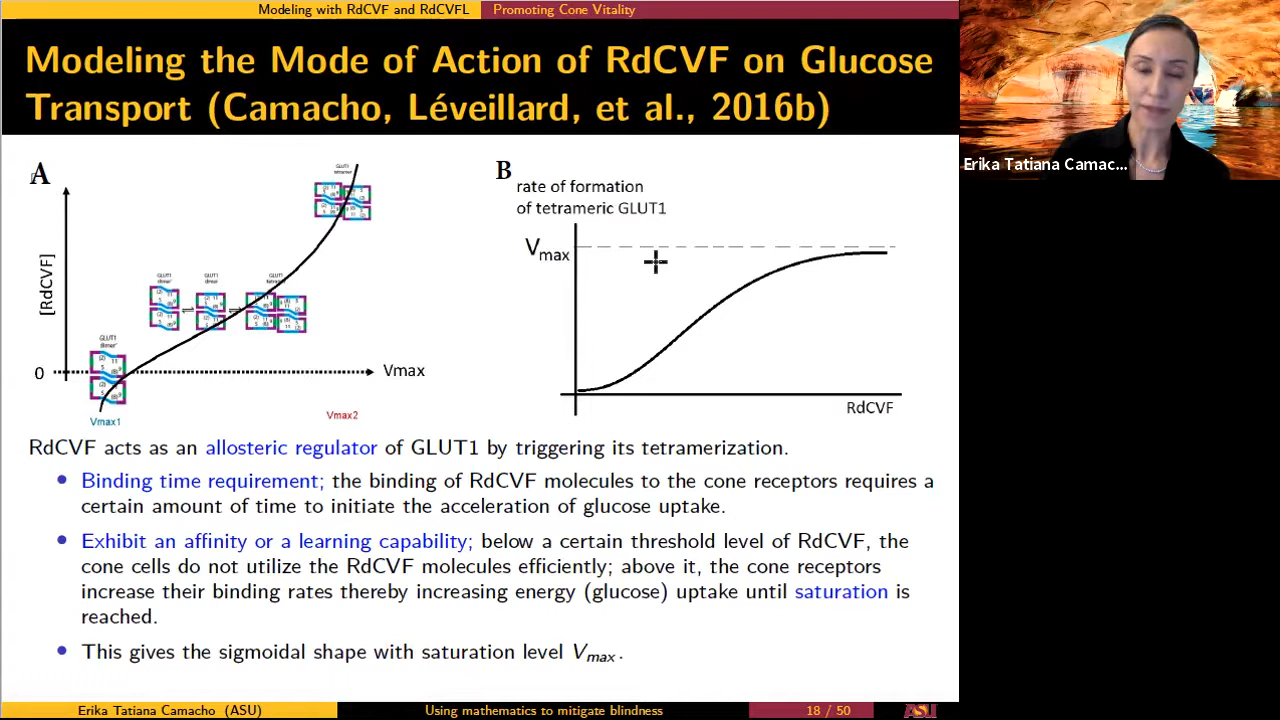 Modeling with RdCVF and RdCVFL
Promoting Cone Vitality
Modeling the Mode of Action of RdCVF on Glucose
Transport (Camacho, Léveillard, et al., 2016b)
Erika Tatiana Camac...
A
[RdCVF]
0
GLUT1
GLUT1
GLUT1
dimer
GLUT1
Vmax
Vmax1
Vmax2
B
rate of formation
of tetrameric GLUT1
Vmax
RdCVF
RdCVF acts as an allosteric regulator of GLUT1 by triggering its tetramerization.
Binding time requirement; the binding of RdCVF molecules to the cone receptors requires a
certain amount of time to initiate the acceleration of glucose uptake.
Exhibit an affinity or a learning capability; below a certain threshold level of RdCVF, the
cone cells do not utilize the RdCVF molecules efficiently; above it, the cone receptors
increase their binding rates thereby increasing energy (glucose) uptake until saturation is
reached.
This gives the sigmoidal shape with saturation level Vmax.
Erika Tatiana Camacho (ASU)
Using mathematics to mitigate blindness
18 / 50
ASU